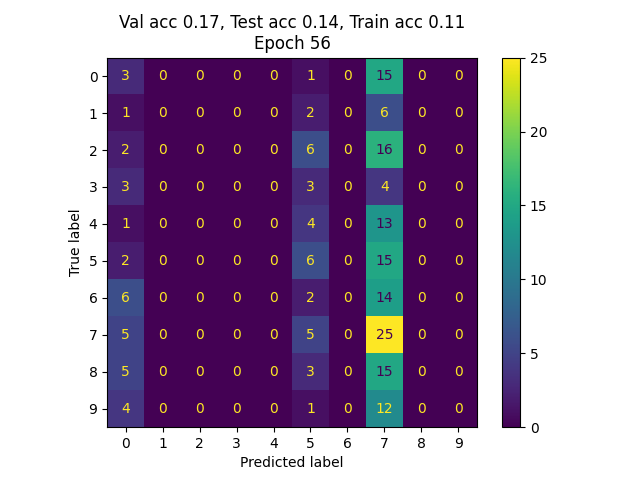 Val acc 0.17, Test acc 0.14, Train acc 0.11
Epoch 56
0 3 0 0 0 0 1 0 15 0 0
1 1 0 0 0 0 2 0 6 0 0
2 2 0 0 0 0 6 0 16 0 0
3 3 0 0 0 0 3 0 4 0 0
4 1 0 0 0 0 4 0 13 0 0
5 2 0 0 0 0 6 0 15 0 0
6 6 0 0 0 0 2 0 14 0 0
7 5 0 0 0 0 5 0 25 0 0
8 5 0 0 0 0 3 0 15 0 0
9 4 0 0 0 0 1 0 12 0 0
0 1 2 3 4 5 6 7 8 9
Predicted label
True label
25
20
15
10
5
0